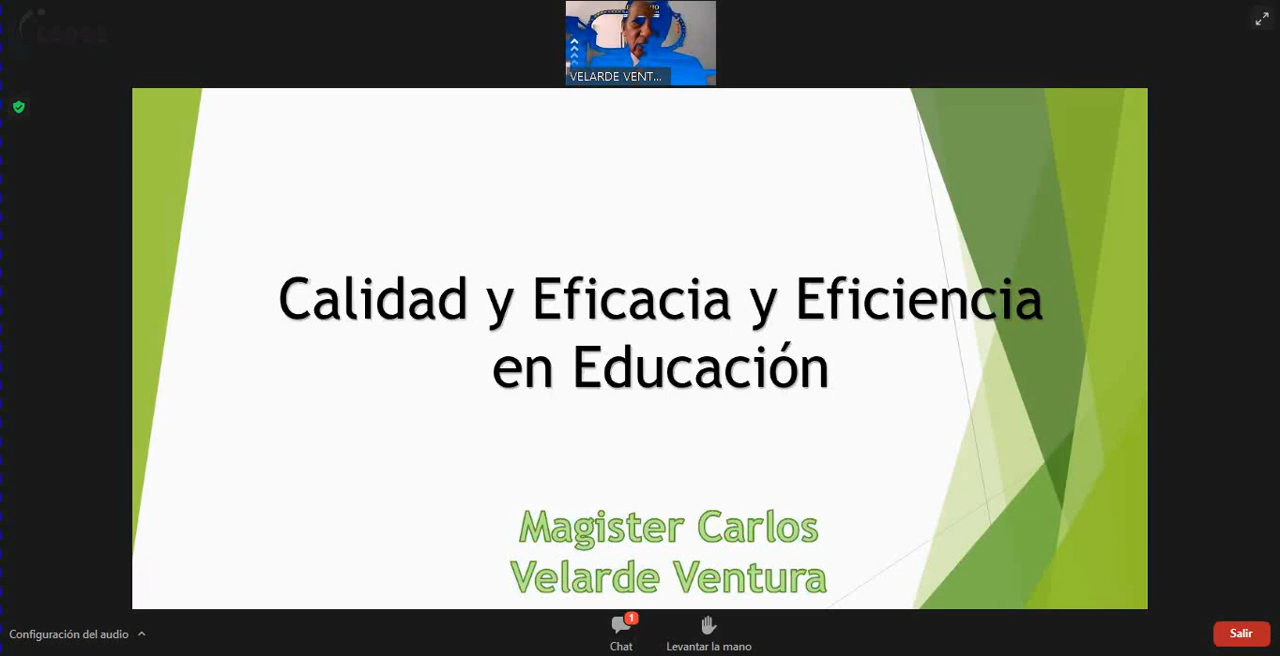 VELARDE VENT...
Calidad y Eficacia y Eficiencia
en Educación
Magister Carlos
Velarde Ventura
Configuración del audio
1
Chat
Levantar la mano
Salir